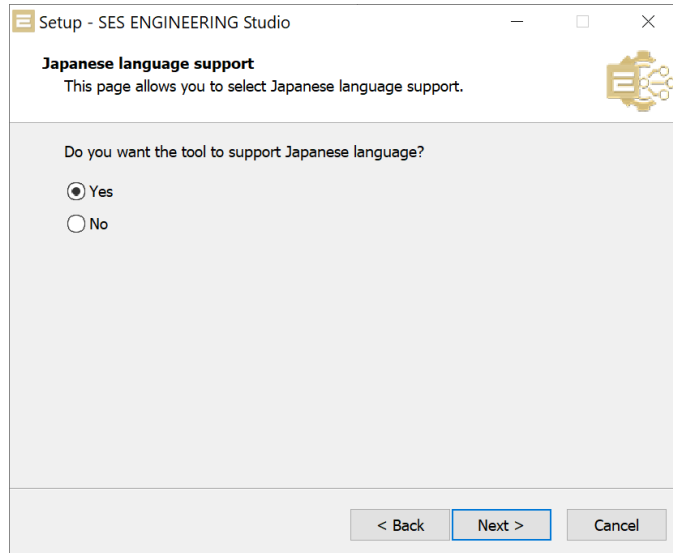 Setup - SES ENGINEERING Studio
Japanese language support
This page allows you to select Japanese language support.
Do you want the tool to support Japanese language?
Yes
No
< Back Next > Cancel